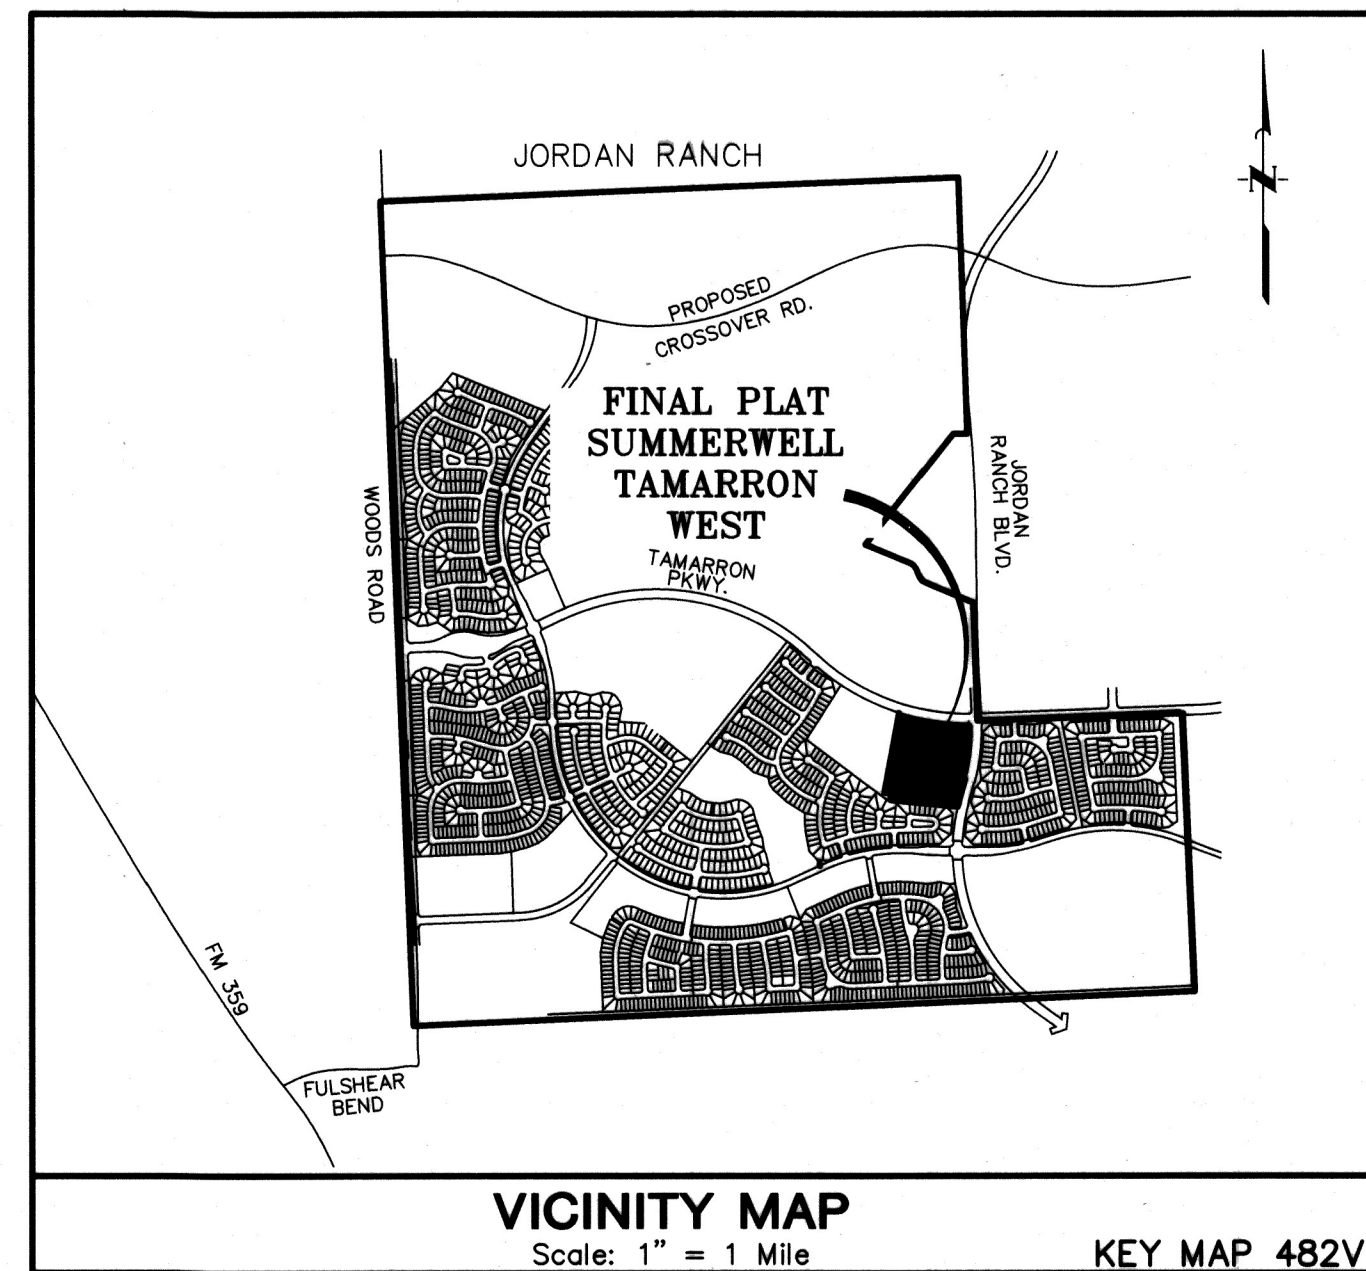 JORDAN RANCH
N
PROPOSED
CROSSOVER RD.
FINAL PLAT
SUMMERWELL
TAMARRON
WEST
JORDAN
RANCH BLVD.
WOODS ROAD
TAMARRON
PKWY.
FM 359
FULSHEAR
BEND
VICINITY MAP
Scale: 1" = 1 Mile
KEY MAP 482V